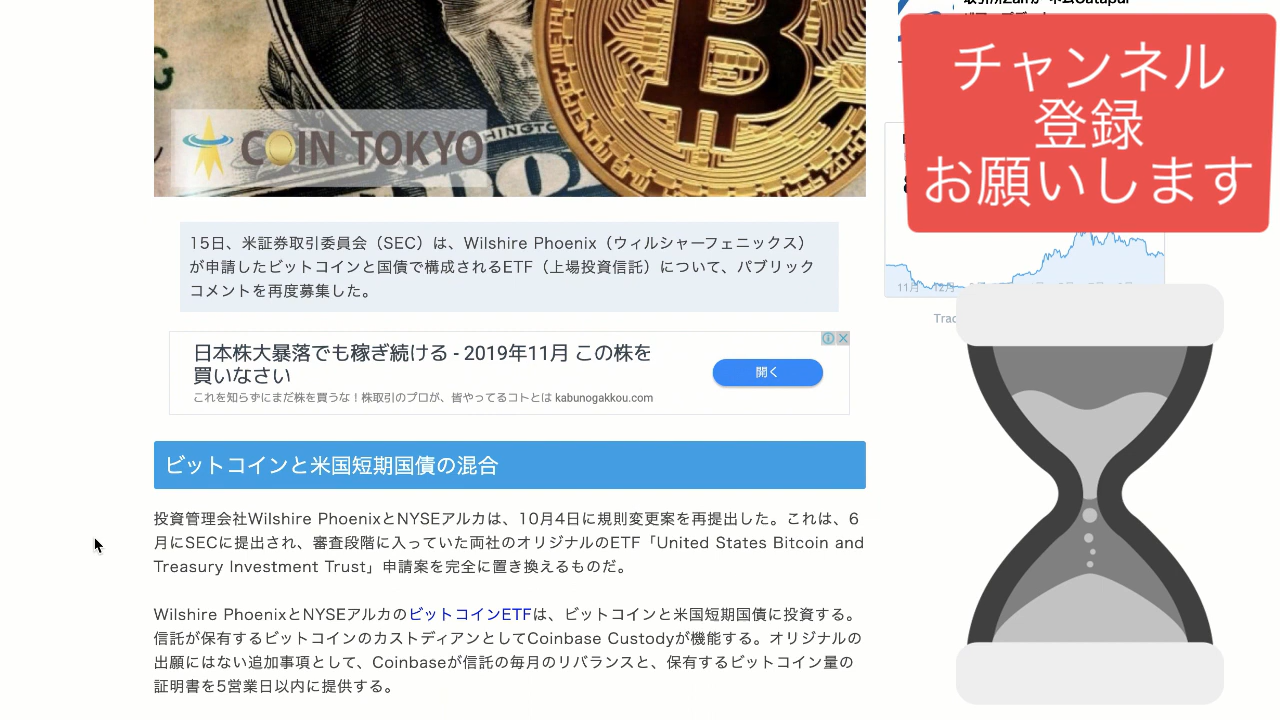 COIN TOKYO
チャンネル
登録
お願いします
15日、米証券取引委員会（SEC）は、Wilshire Phoenix（ウィルシャーフェニックス）
が申請したビットコインと国債で構成されるETF（上場投資信託）について、パブリック
コメントを再度募集した。
日本株大暴落でも稼ぎ続ける - 2019年11月 この株を
買いなさい
これを知らずにまだ株を買うな！株取引のプロが、皆やってるコトとは kabunogakkou.com
開く
11月 12月
Trac
ビットコインと米国短期国債の混合
投資管理会社Wilshire PhoenixとNYSEアルカは、10月4日に規則変更案を再提出した。これは、6
月にSECに提出され、審査段階に入っていた両社のオリジナルのETF「United States Bitcoin and
Treasury Investment Trust」申請案を完全に置き換えるものだ。
Wilshire PhoenixとNYSEアルカのビットコインETFは、ビットコインと米国短期国債に投資する。
信託が保有するビットコインのカストディアンとしてCoinbase Custodyが機能する。オリジナルの
出願にはない追加事項として、Coinbaseが信託の毎月のリバランスと、保有するビットコイン量の
証明書を5営業日以内に提供する。